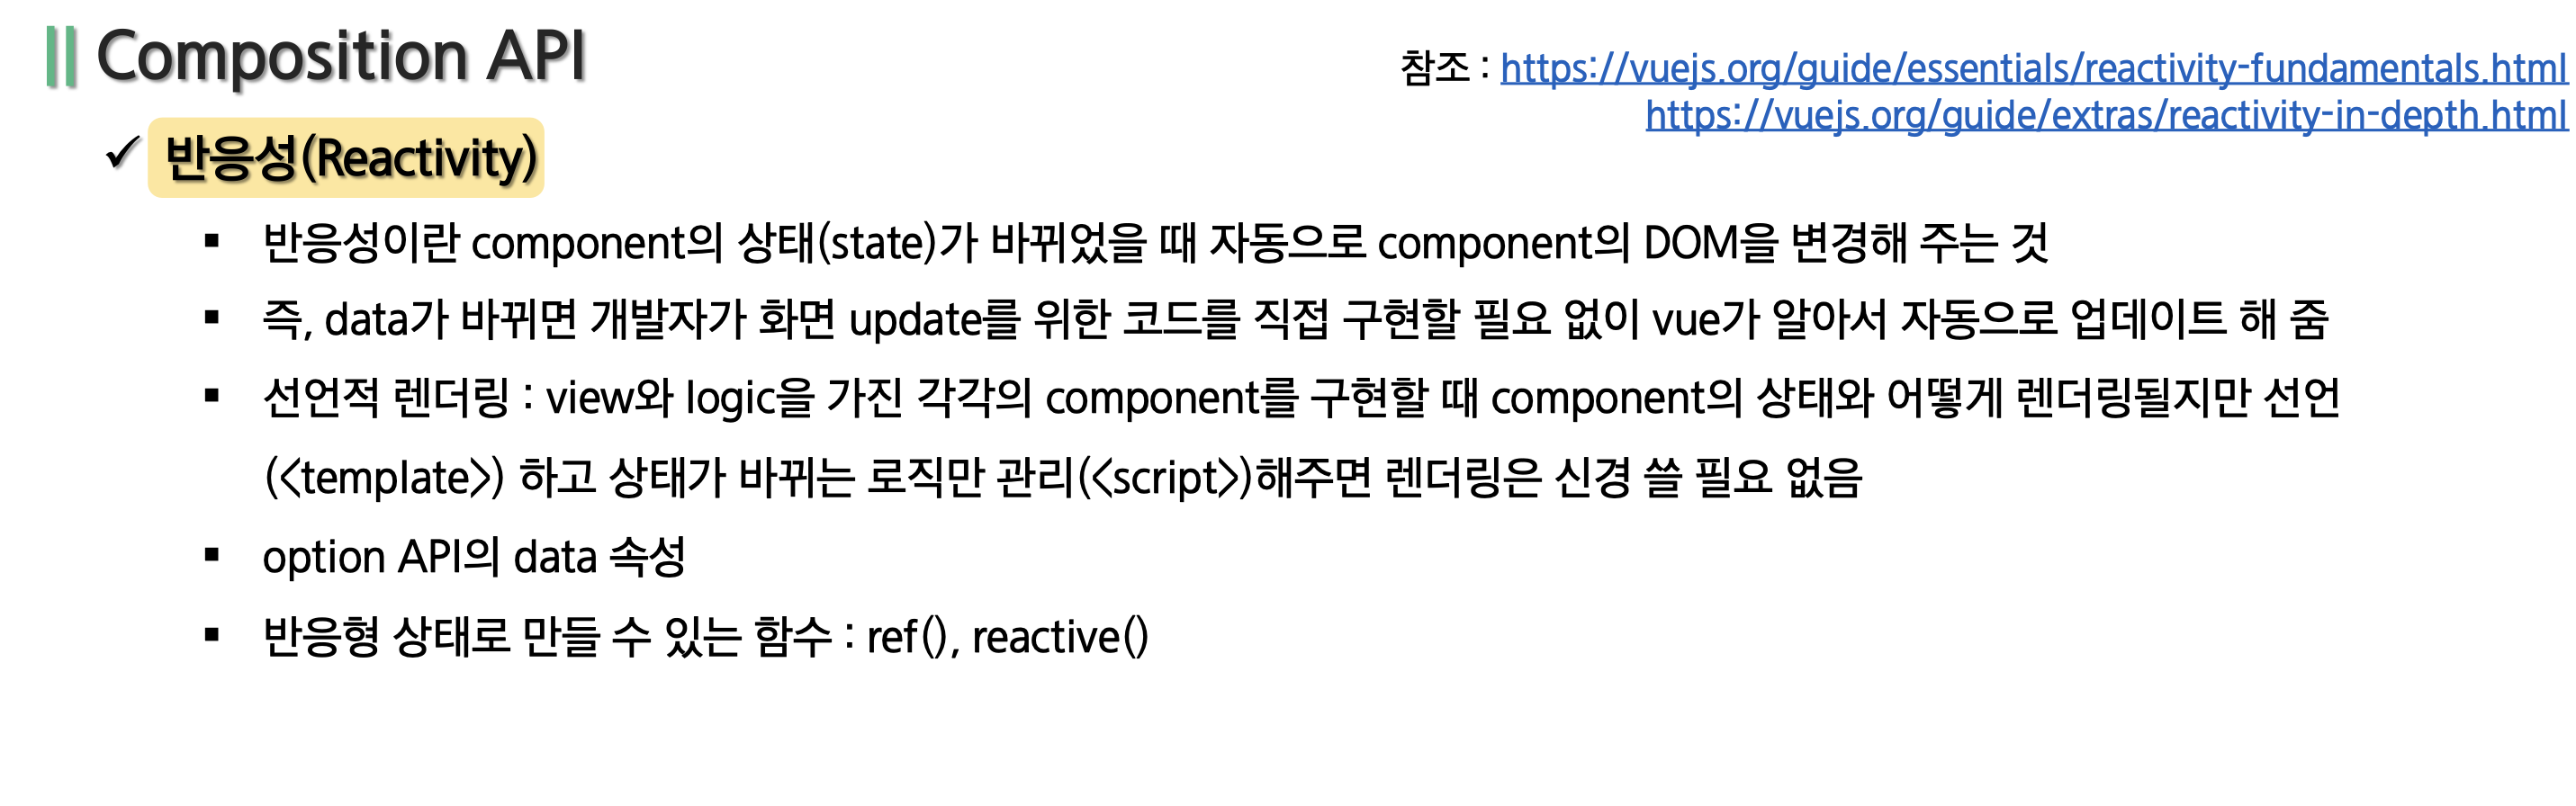 Composition API
참조 : https://vuejs.org/guide/essentials/reactivity-fundamentals.html
https://vuejs.org/guide/extras/reactivity-in-depth.html
✓ 반응성(Reactivity)
▪ 반응성이란 component의 상태(state)가 바뀌었을 때 자동으로 component의 DOM을 변경해 주는 것
▪ 즉, data가 바뀌면 개발자가 화면 update를 위한 코드를 직접 구현할 필요 없이 vue가 알아서 자동으로 업데이트 해 줌
▪ 선언적 렌더링 : view와 logic을 가진 각각의 component를 구현할 때 component의 상태와 어떻게 렌더링될지만 선언
(<template>) 하고 상태가 바뀌는 로직만 관리(<script>)해주면 렌더링은 신경 쓸 필요 없음
▪ option API의 data 속성
▪ 반응형 상태로 만들 수 있는 함수 : ref(), reactive()